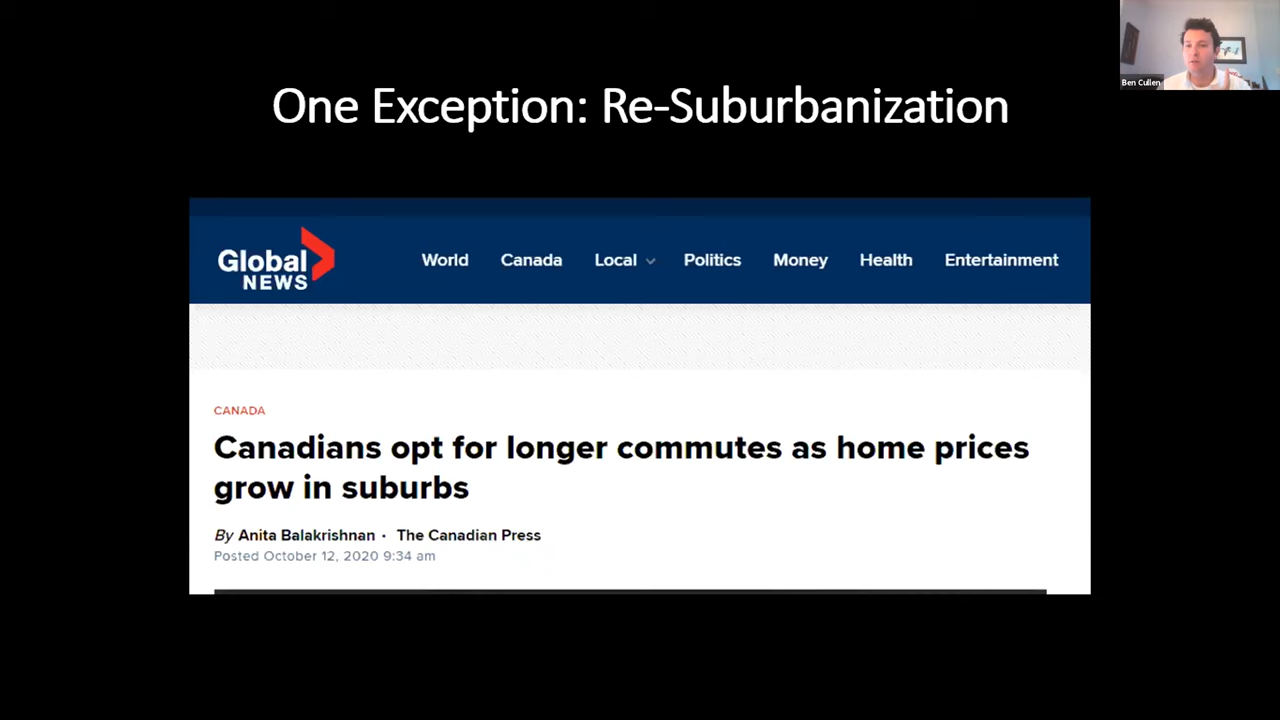 One Exception: Re-Suburbanization
Ben Cullen
Global
NEWS
World Canada Local Politics Money Health Entertainment
CANADA
Canadians opt for longer commutes as home prices
grow in suburbs
By Anita Balakrishnan · The Canadian Press
Posted October 12, 2020 9:34 am